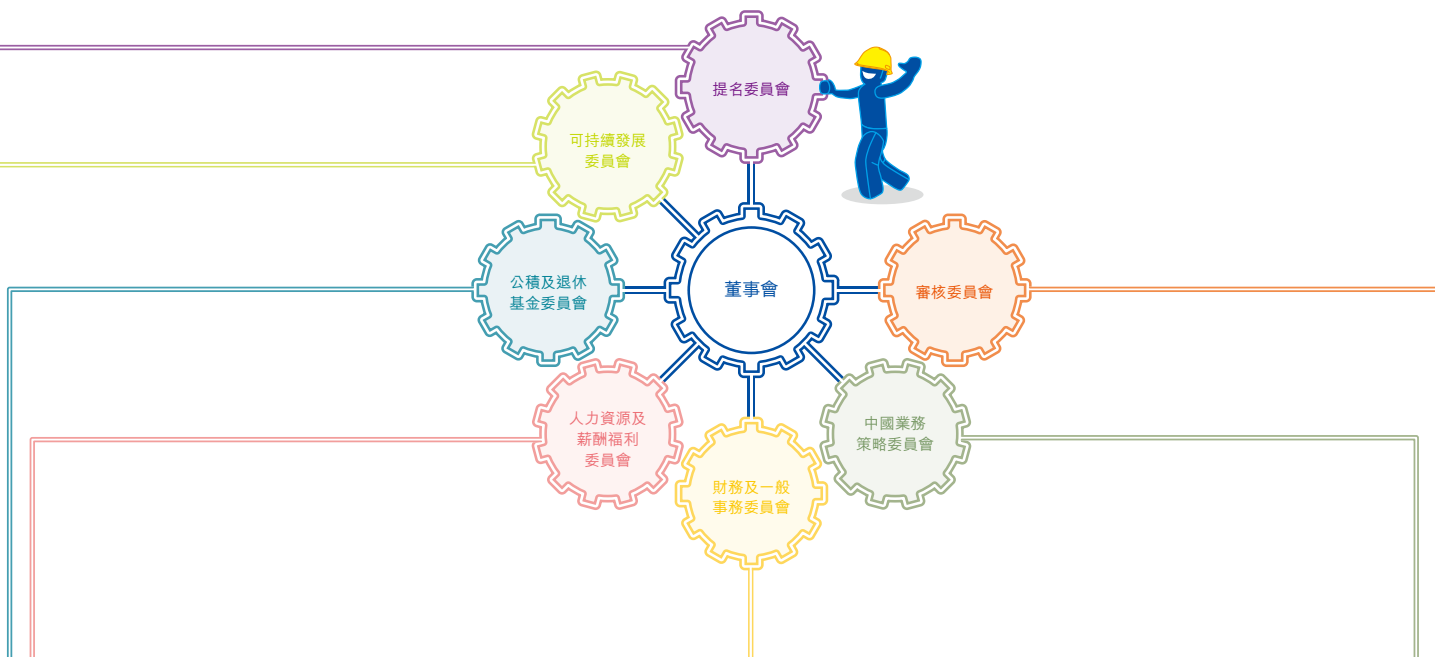 提名委員會
可持續發展
委員會
公積及退休
基金委員會
董事會
審核委員會
人力資源及
薪酬福利
委員會
中國業務
策略委員會
財務及一般
事務委員會